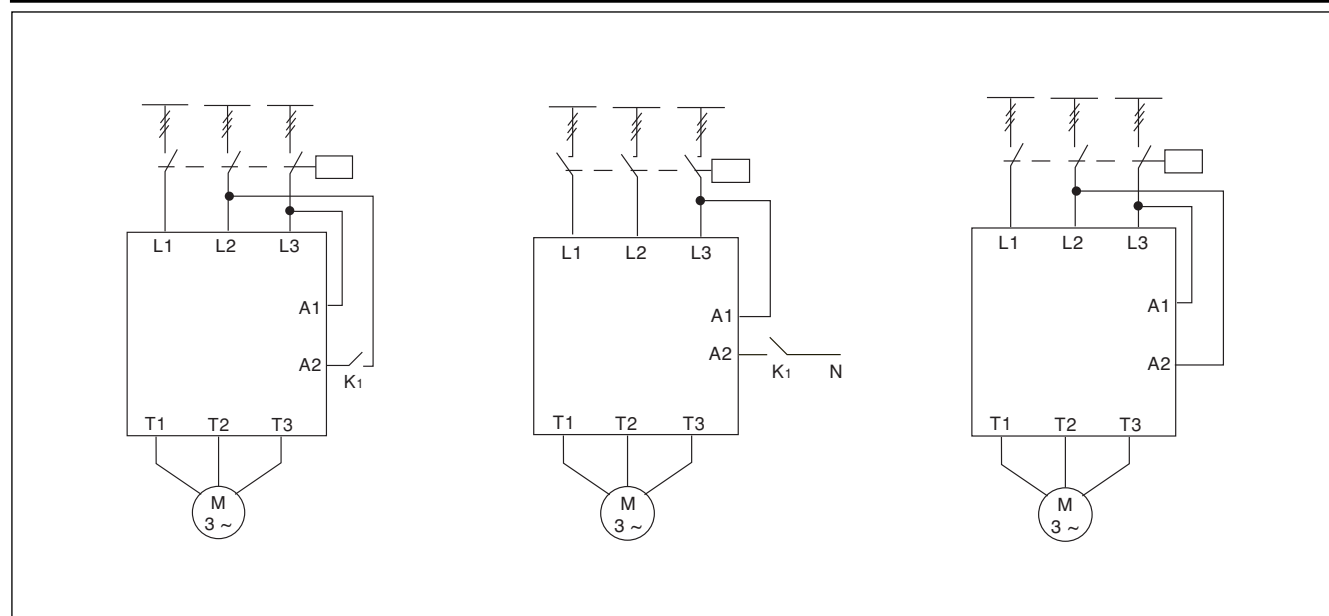 L1 L2 L3
A1
A2
K1
T1 T2 T3
M
3 ~
L1 L2 L3
A1
A2
K1 N
T1 T2 T3
M
3 ~
L1 L2 L3
A1
A2
T1 T2 T3
M
3 ~